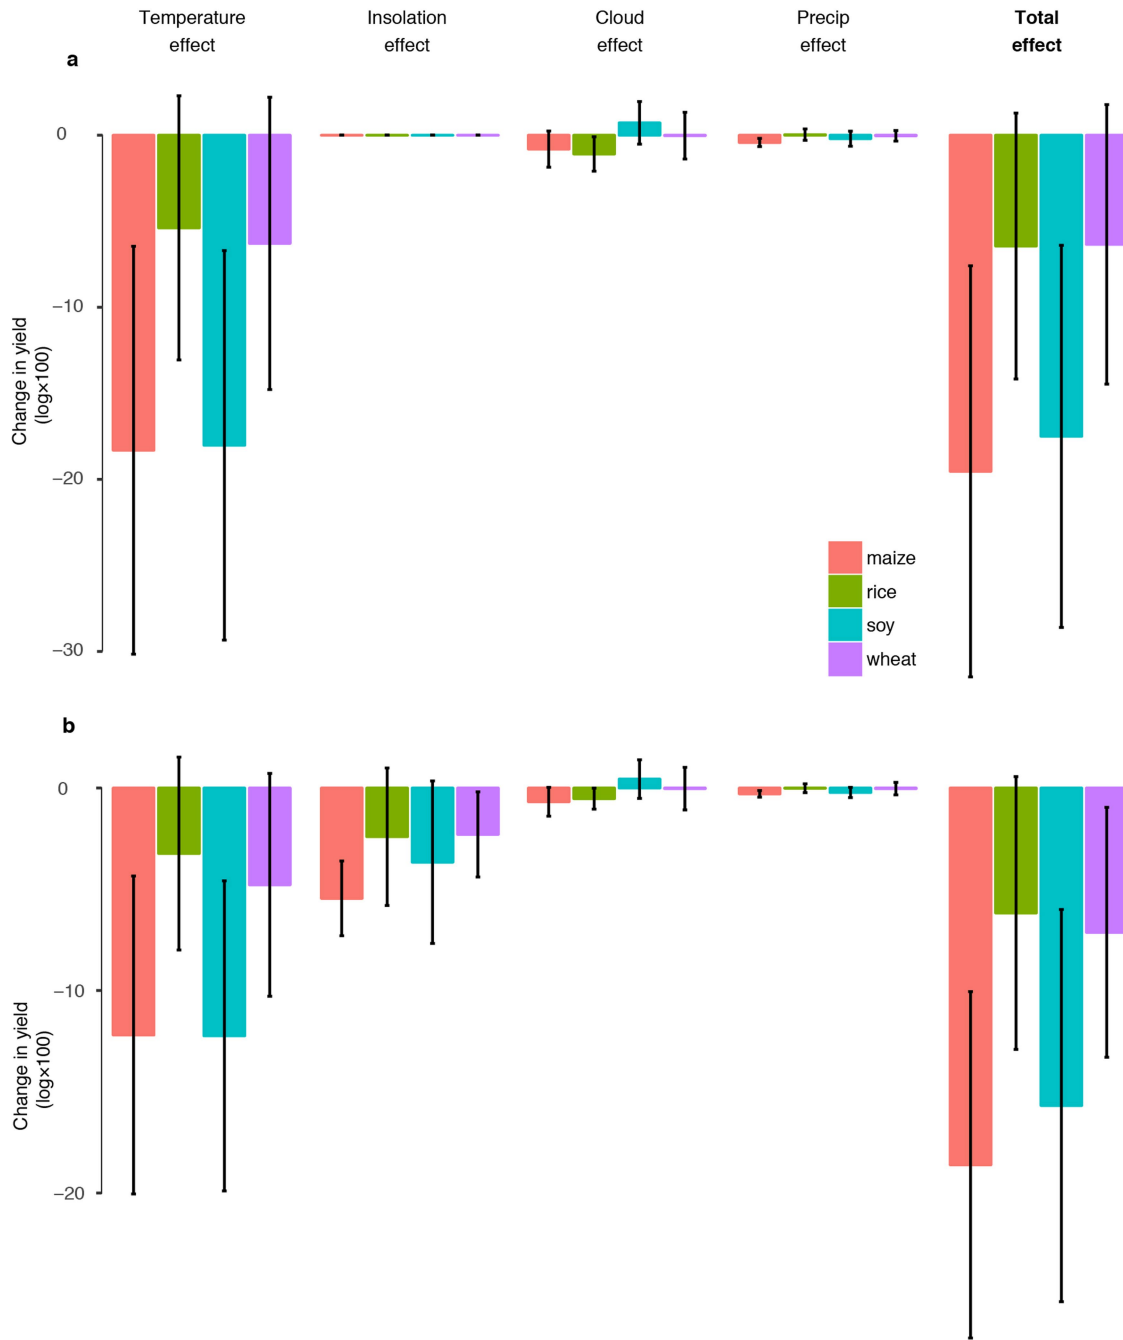 Temperature effect
Insolation effect
Cloud effect
Precip effect
Total effect
a
0
−10
−20
−30
Change in yield
(log×100)
maize
rice
soy
wheat
b
0
−10
−20
Change in yield
(log×100)